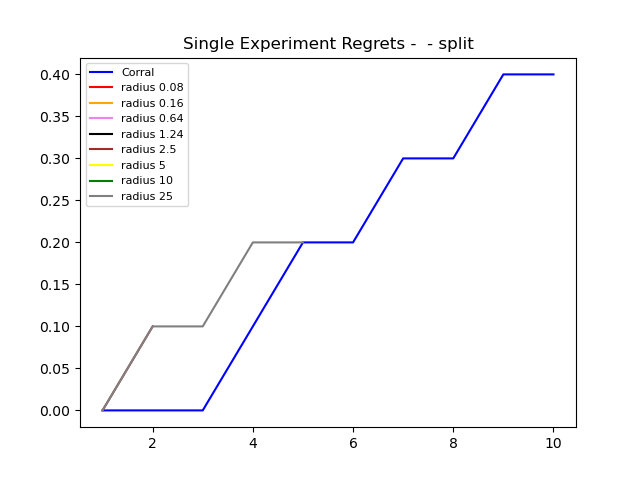 Single Experiment Regrets -  - split
Corral
radius 0.08
radius 0.16
radius 0.64
radius 1.24
radius 2.5
radius 5
radius 10
radius 25
0.40
0.35
0.30
0.25
0.20
0.15
0.10
0.05
0.00
2 4 6 8 10